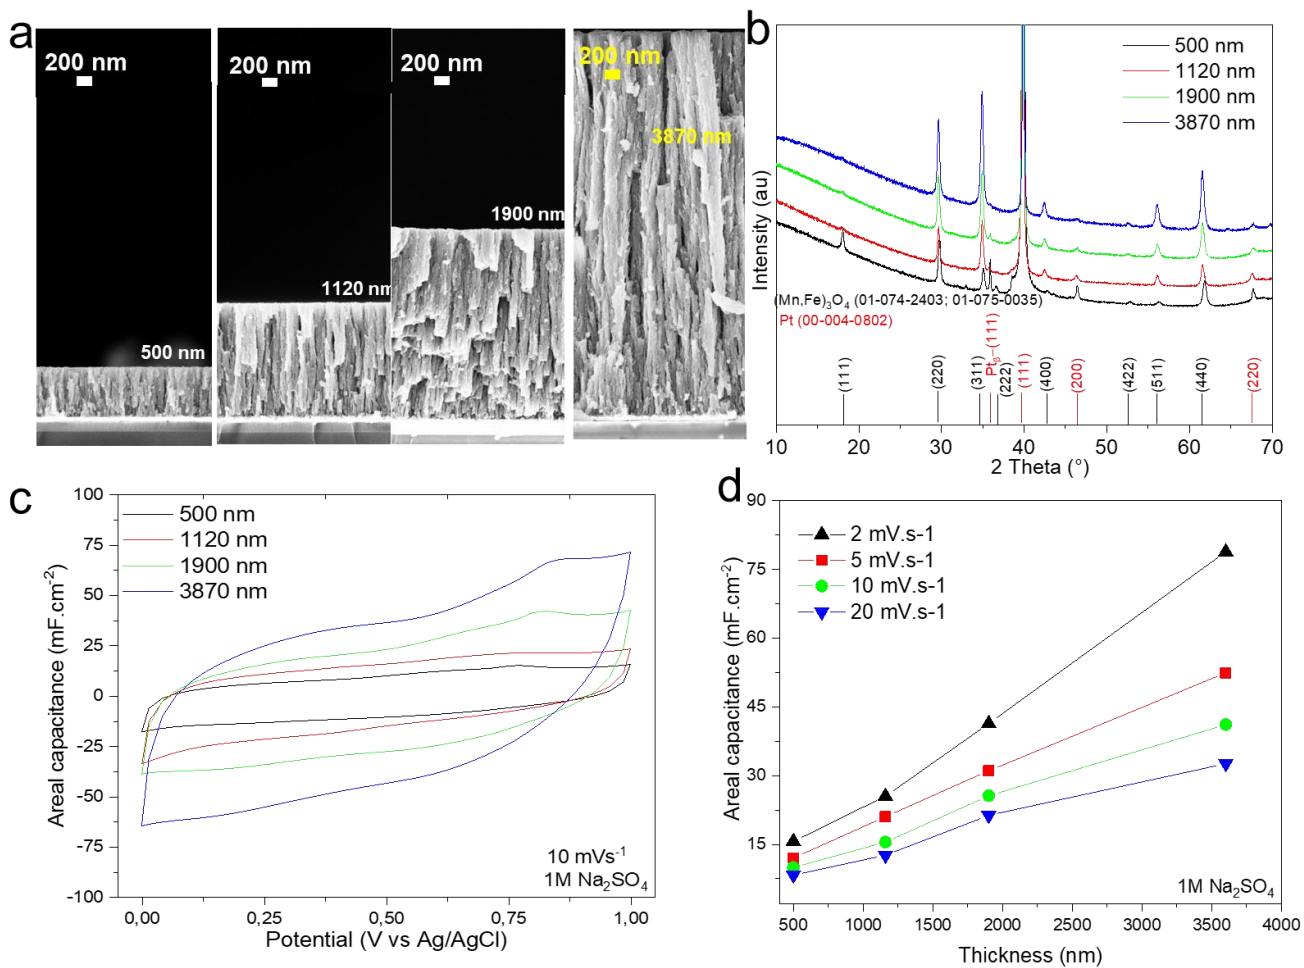 a
200 nm
500 nm
200 nm
1120 nm
200 nm
1900 nm
200 nm
3870 nm
b
500 nm
1120 nm
1900 nm
3870 nm
Intensity (au)
(Mn,Fe)₃O₄ (01-074-2403; 01-075-0035)
Pt (00-004-0802)
(111)
(220)
(311)
Ptᵦ–(111)
(222)
(111)
(400)
(200)
(422)
(511)
(440)
(220)
10 20 30 40 50 60 70
2 Theta (°)
c
500 nm
1120 nm
1900 nm
3870 nm
Areal capacitance (mF.cm⁻²)
100
75
50
25
0
-25
-50
-75
-100
10 mVs⁻¹
1M Na₂SO₄
0,00 0,25 0,50 0,75 1,00
Potential (V vs Ag/AgCl)
d
2 mV.s-1
5 mV.s-1
10 mV.s-1
20 mV.s-1
Areal capacitance (mF.cm⁻²)
90
75
60
45
30
15
1M Na₂SO₄
500 1000 1500 2000 2500 3000 3500 4000
Thickness (nm)